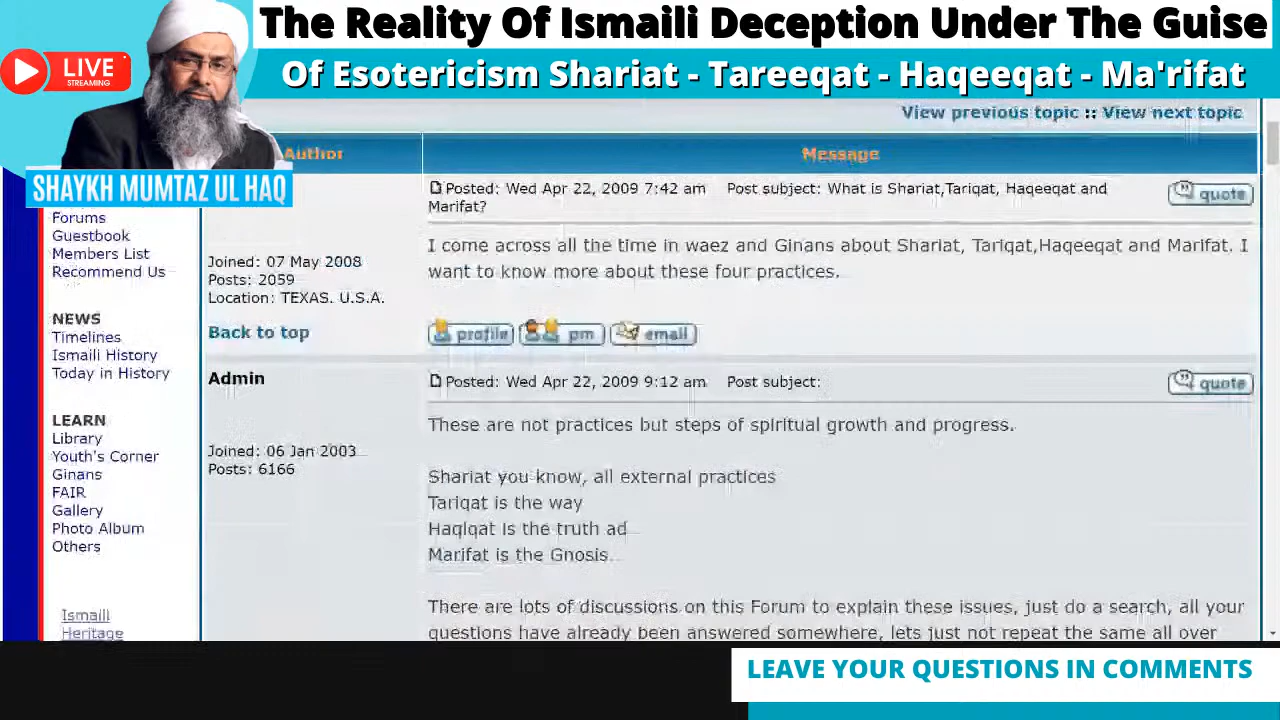 The Reality Of Ismaili Deception Under The Guise
Of Esotericism Shariat - Tareeqat - Haqeeqat - Ma'rifat
LIVE
STREAMING
SHAYKH MUMTAZ UL HAQ
View previous topic :: View next topic
Author
Message
Forums
Guestbook
Members List
Recommend Us
NEWS
Timelines
Ismaili History
Today in History
LEARN
Library
Youth's Corner
Ginans
FAIR
Gallery
Photo Album
Others
Ismaili
Heritage
Joined: 07 May 2008
Posts: 2059
Location: TEXAS. U.S.A.
Back to top
Posted: Wed Apr 22, 2009 7:42 am Post subject: What is Shariat,Tariqat, Haqeeqat and
Marifat?
quote
I come across all the time in waez and Ginans about Shariat, Tariqat,Haqeeqat and Marifat. I
want to know more about these four practices.
profile pm email
Admin
Joined: 06 Jan 2003
Posts: 6166
Posted: Wed Apr 22, 2009 9:12 am Post subject:
quote
These are not practices but steps of spiritual growth and progress.
Shariat you know, all external practices
Tariqat is the way
Haqiqat is the truth ad
Marifat is the Gnosis
There are lots of discussions on this Forum to explain these issues, just do a search, all your
questions have already been answered somewhere, lets just not repeat the same all over
LEAVE YOUR QUESTIONS IN COMMENTS